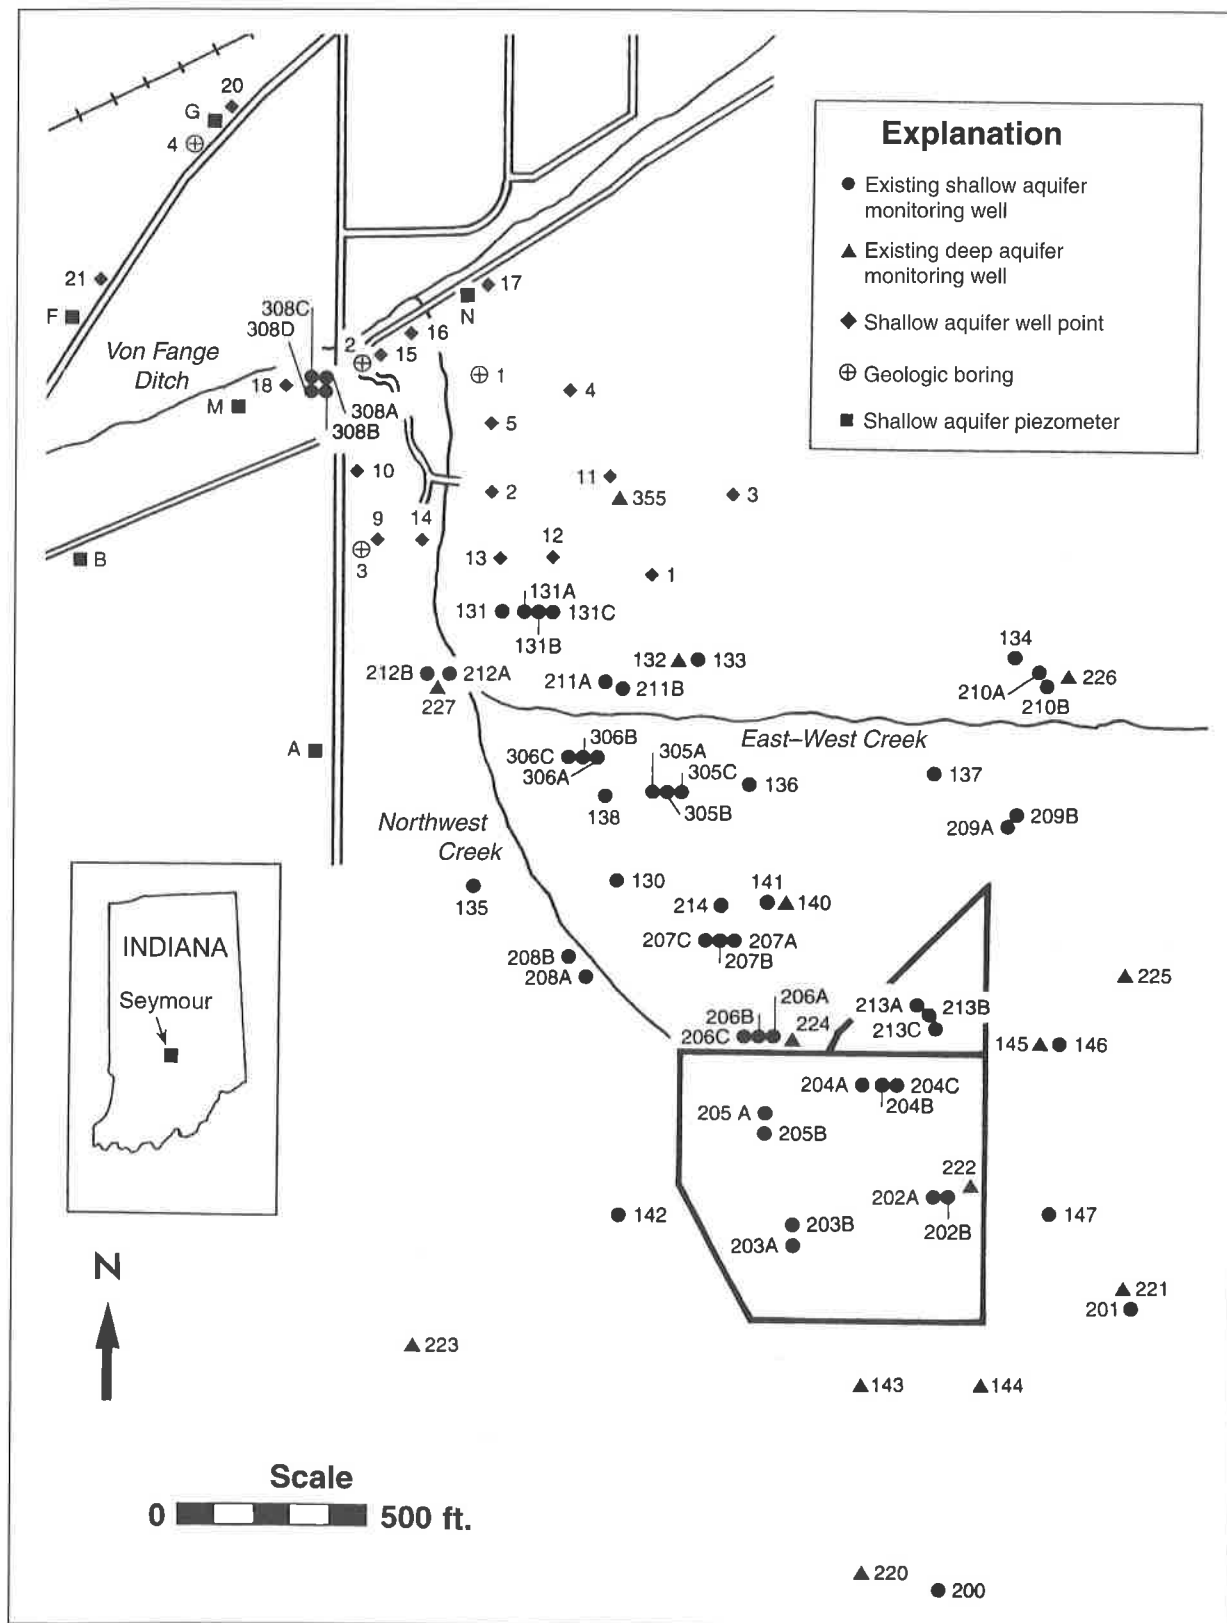 20
G
4
Explanation
Existing shallow aquifer
monitoring well
Existing deep aquifer
monitoring well
Shallow aquifer well point
Geologic boring
Shallow aquifer piezometer
21
F
17
N
308C
308D
2
16
15
Von Fange
Ditch
18
M
308A
308B
1
4
5
10
2
11
355
3
9
14
3
B
13
12
1
131A
131
131C
131B
132
133
134
212B
212A
227
211A
211B
210A
226
210B
East–West Creek
A
306B
306C
306A
305A
305C
305B
138
136
137
209B
209A
Northwest
Creek
135
130
141
214
140
207C
207A
207B
208B
208A
INDIANA
Seymour
225
206A
206B
206C
224
213A
213B
213C
145
146
204A
204C
204B
205 A
205B
222
202A
202B
142
203B
203A
147
N
221
201
223
143
144
Scale
0
500 ft.
220
200